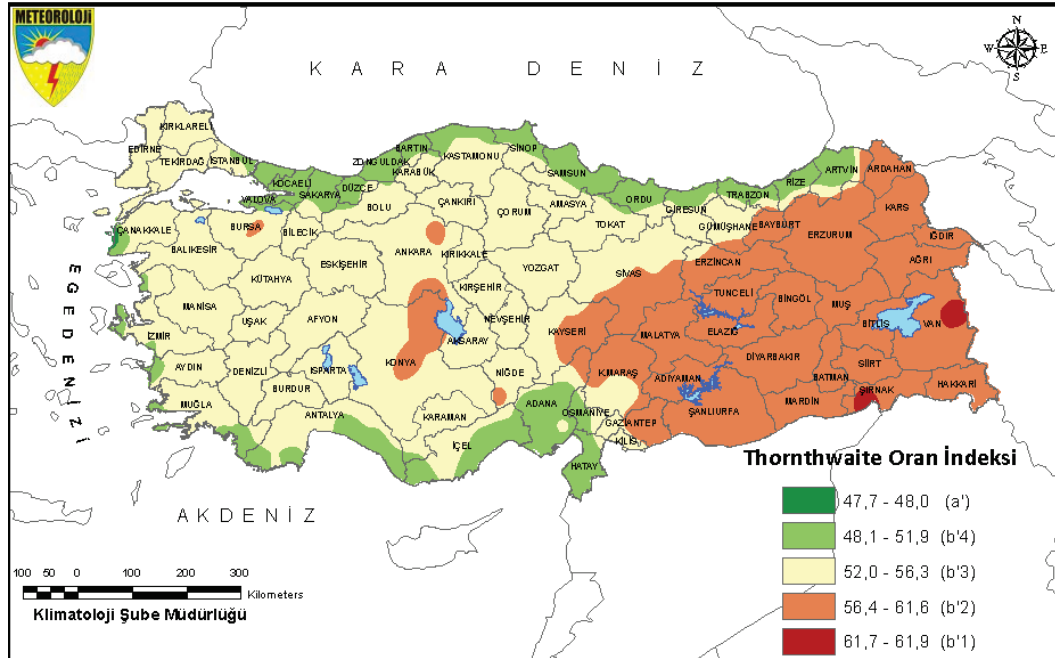 METEOROLOJİ
N
W E
S
K A R A D E N İ Z
KIRKLARELİ
EDİRNE
TEKİRDAĞ
İSTANBUL
KOCAELİ
YALOVA
SAKARYA
DÜZCE
ZONGULDAK
BARTIN
KARABÜK
KASTAMONU
SİNOP
SAMSUN
ORDU
GİRESUN
TRABZON
RİZE
ARTVİN
ARDAHAN
KARS
IĞDIR
AĞRI
ERZURUM
BAYBURT
GÜMÜŞHANE
ERZİNCAN
TUNCELİ
BİNGÖL
MUŞ
BİTLİS
VAN
HAKKARİ
ŞIRNAK
SİİRT
BATMAN
MARDİN
DİYARBAKIR
ELAZIĞ
MALATYA
ADIYAMAN
ŞANLIURFA
GAZİANTEP
KİLİS
K.MARAŞ
OSMANİYE
HATAY
ADANA
İÇEL
KARAMAN
NİĞDE
KAYSERİ
SİVAS
TOKAT
AMASYA
ÇORUM
YOZGAT
ÇANKIRI
KIRIKKALE
KIRŞEHİR
NEVŞEHİR
AKSARAY
KONYA
ANKARA
BOLU
BİLECİK
ESKİŞEHİR
BURSA
ÇANAKKALE
BALIKESİR
KÜTAHYA
MANİSA
UŞAK
AFYON
İZMİR
AYDIN
DENİZLİ
BURDUR
ISPARTA
MUĞLA
ANTALYA
E G E D E N İ Z İ
A K D E N İ Z
Thornthwaite Oran İndeksi
47,7 - 48,0 (a')
48,1 - 51,9 (b'4)
52,0 - 56,3 (b'3)
56,4 - 61,6 (b'2)
61,7 - 61,9 (b'1)
100 50 0 100 200 300
Kilometers
Klimatoloji Şube Müdürlüğü